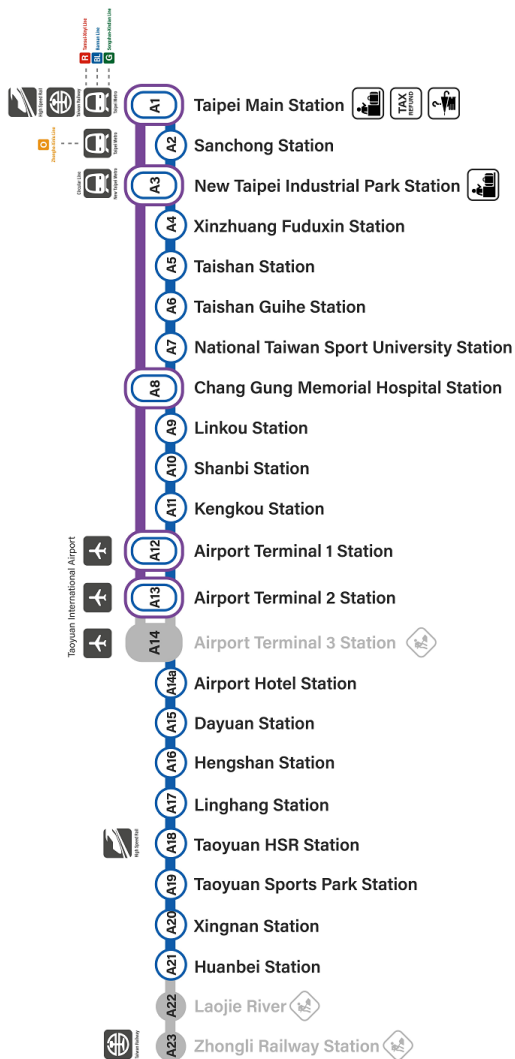 R Tamsui-Xinyi Line
BL Bannan Line
G Songshan-Xindian Line
High Speed Rail
Taiwan Railway
Taipei Metro
A1 Taipei Main Station TAX REFUND ?
O Zhonghe-Xinlu Line
Taipei Metro
A2 Sanchong Station
Circular Line
New Taipei Metro
A3 New Taipei Industrial Park Station
A4 Xinzhuang Fuduxin Station
A5 Taishan Station
A6 Taishan Guihe Station
A7 National Taiwan Sport University Station
A8 Chang Gung Memorial Hospital Station
A9 Linkou Station
A10 Shanbi Station
A11 Kengkou Station
Taoyuan International Airport
A12 Airport Terminal 1 Station
A13 Airport Terminal 2 Station
A14 Airport Terminal 3 Station
A14a Airport Hotel Station
A15 Dayuan Station
A16 Hengshan Station
A17 Linghang Station
High Speed Rail
A18 Taoyuan HSR Station
A19 Taoyuan Sports Park Station
A20 Xingnan Station
A21 Huanbei Station
A22 Laojie River
Taiwan Railway
A23 Zhongli Railway Station